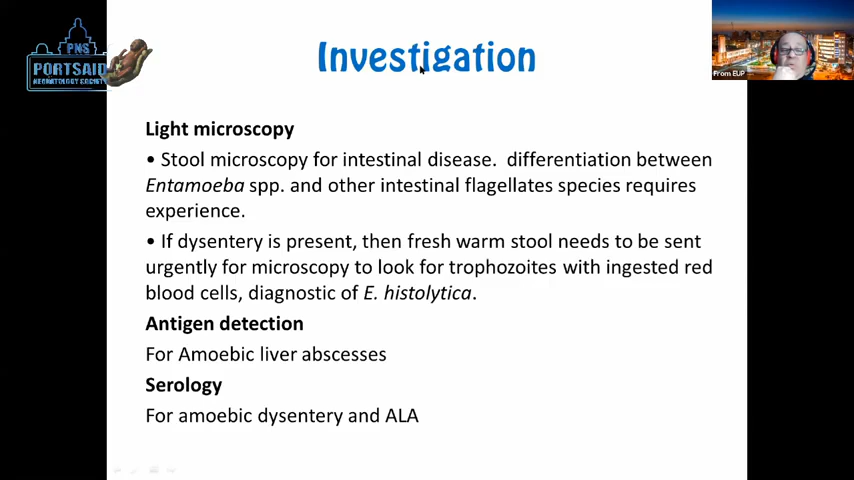 PNS
PORTSAID
NEONATOLOGY SOCIETY
Investigation
From EUP
Light microscopy
• Stool microscopy for intestinal disease. differentiation between
Entamoeba spp. and other intestinal flagellates species requires
experience.
• If dysentery is present, then fresh warm stool needs to be sent
urgently for microscopy to look for trophozoites with ingested red
blood cells, diagnostic of E. histolytica.
Antigen detection
For Amoebic liver abscesses
Serology
For amoebic dysentery and ALA